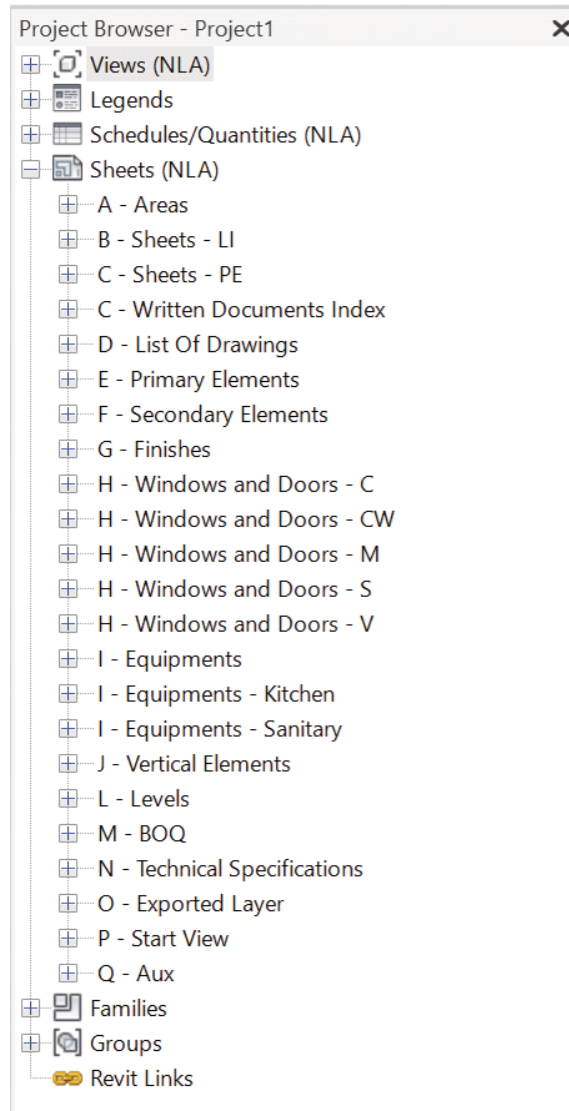 Project Browser - Project1
Views (NLA)
Legends
Schedules/Quantities (NLA)
Sheets (NLA)
A - Areas
B - Sheets - LI
C - Sheets - PE
C - Written Documents Index
D - List Of Drawings
E - Primary Elements
F - Secondary Elements
G - Finishes
H - Windows and Doors - C
H - Windows and Doors - CW
H - Windows and Doors - M
H - Windows and Doors - S
H - Windows and Doors - V
I - Equipments
I - Equipments - Kitchen
I - Equipments - Sanitary
J - Vertical Elements
L - Levels
M - BOQ
N - Technical Specifications
O - Exported Layer
P - Start View
Q - Aux
Families
Groups
Revit Links